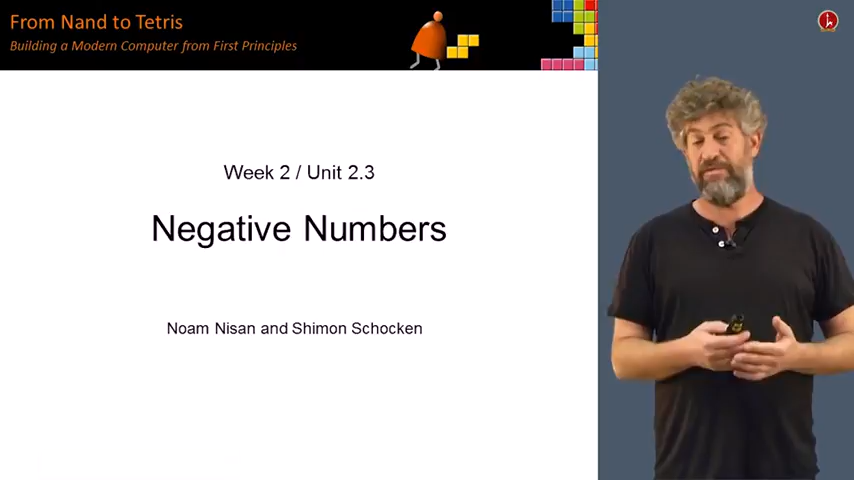 From Nand to Tetris
Building a Modern Computer from First Principles
Week 2 / Unit 2.3
Negative Numbers
Noam Nisan and Shimon Schocken